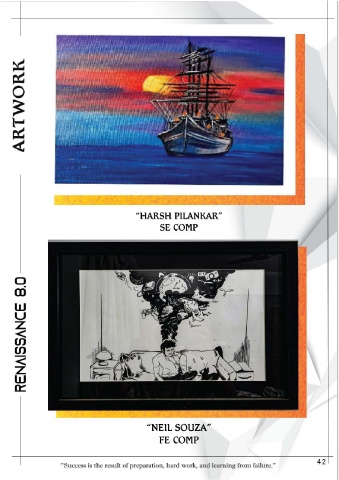 ARTWORK
"HARSH PILANKAR"
SE COMP
RENAISSANCE 8.0
"NEIL SOUZA"
FE COMP
"Success is the result of preparation, hard work, and learning from failure."
42